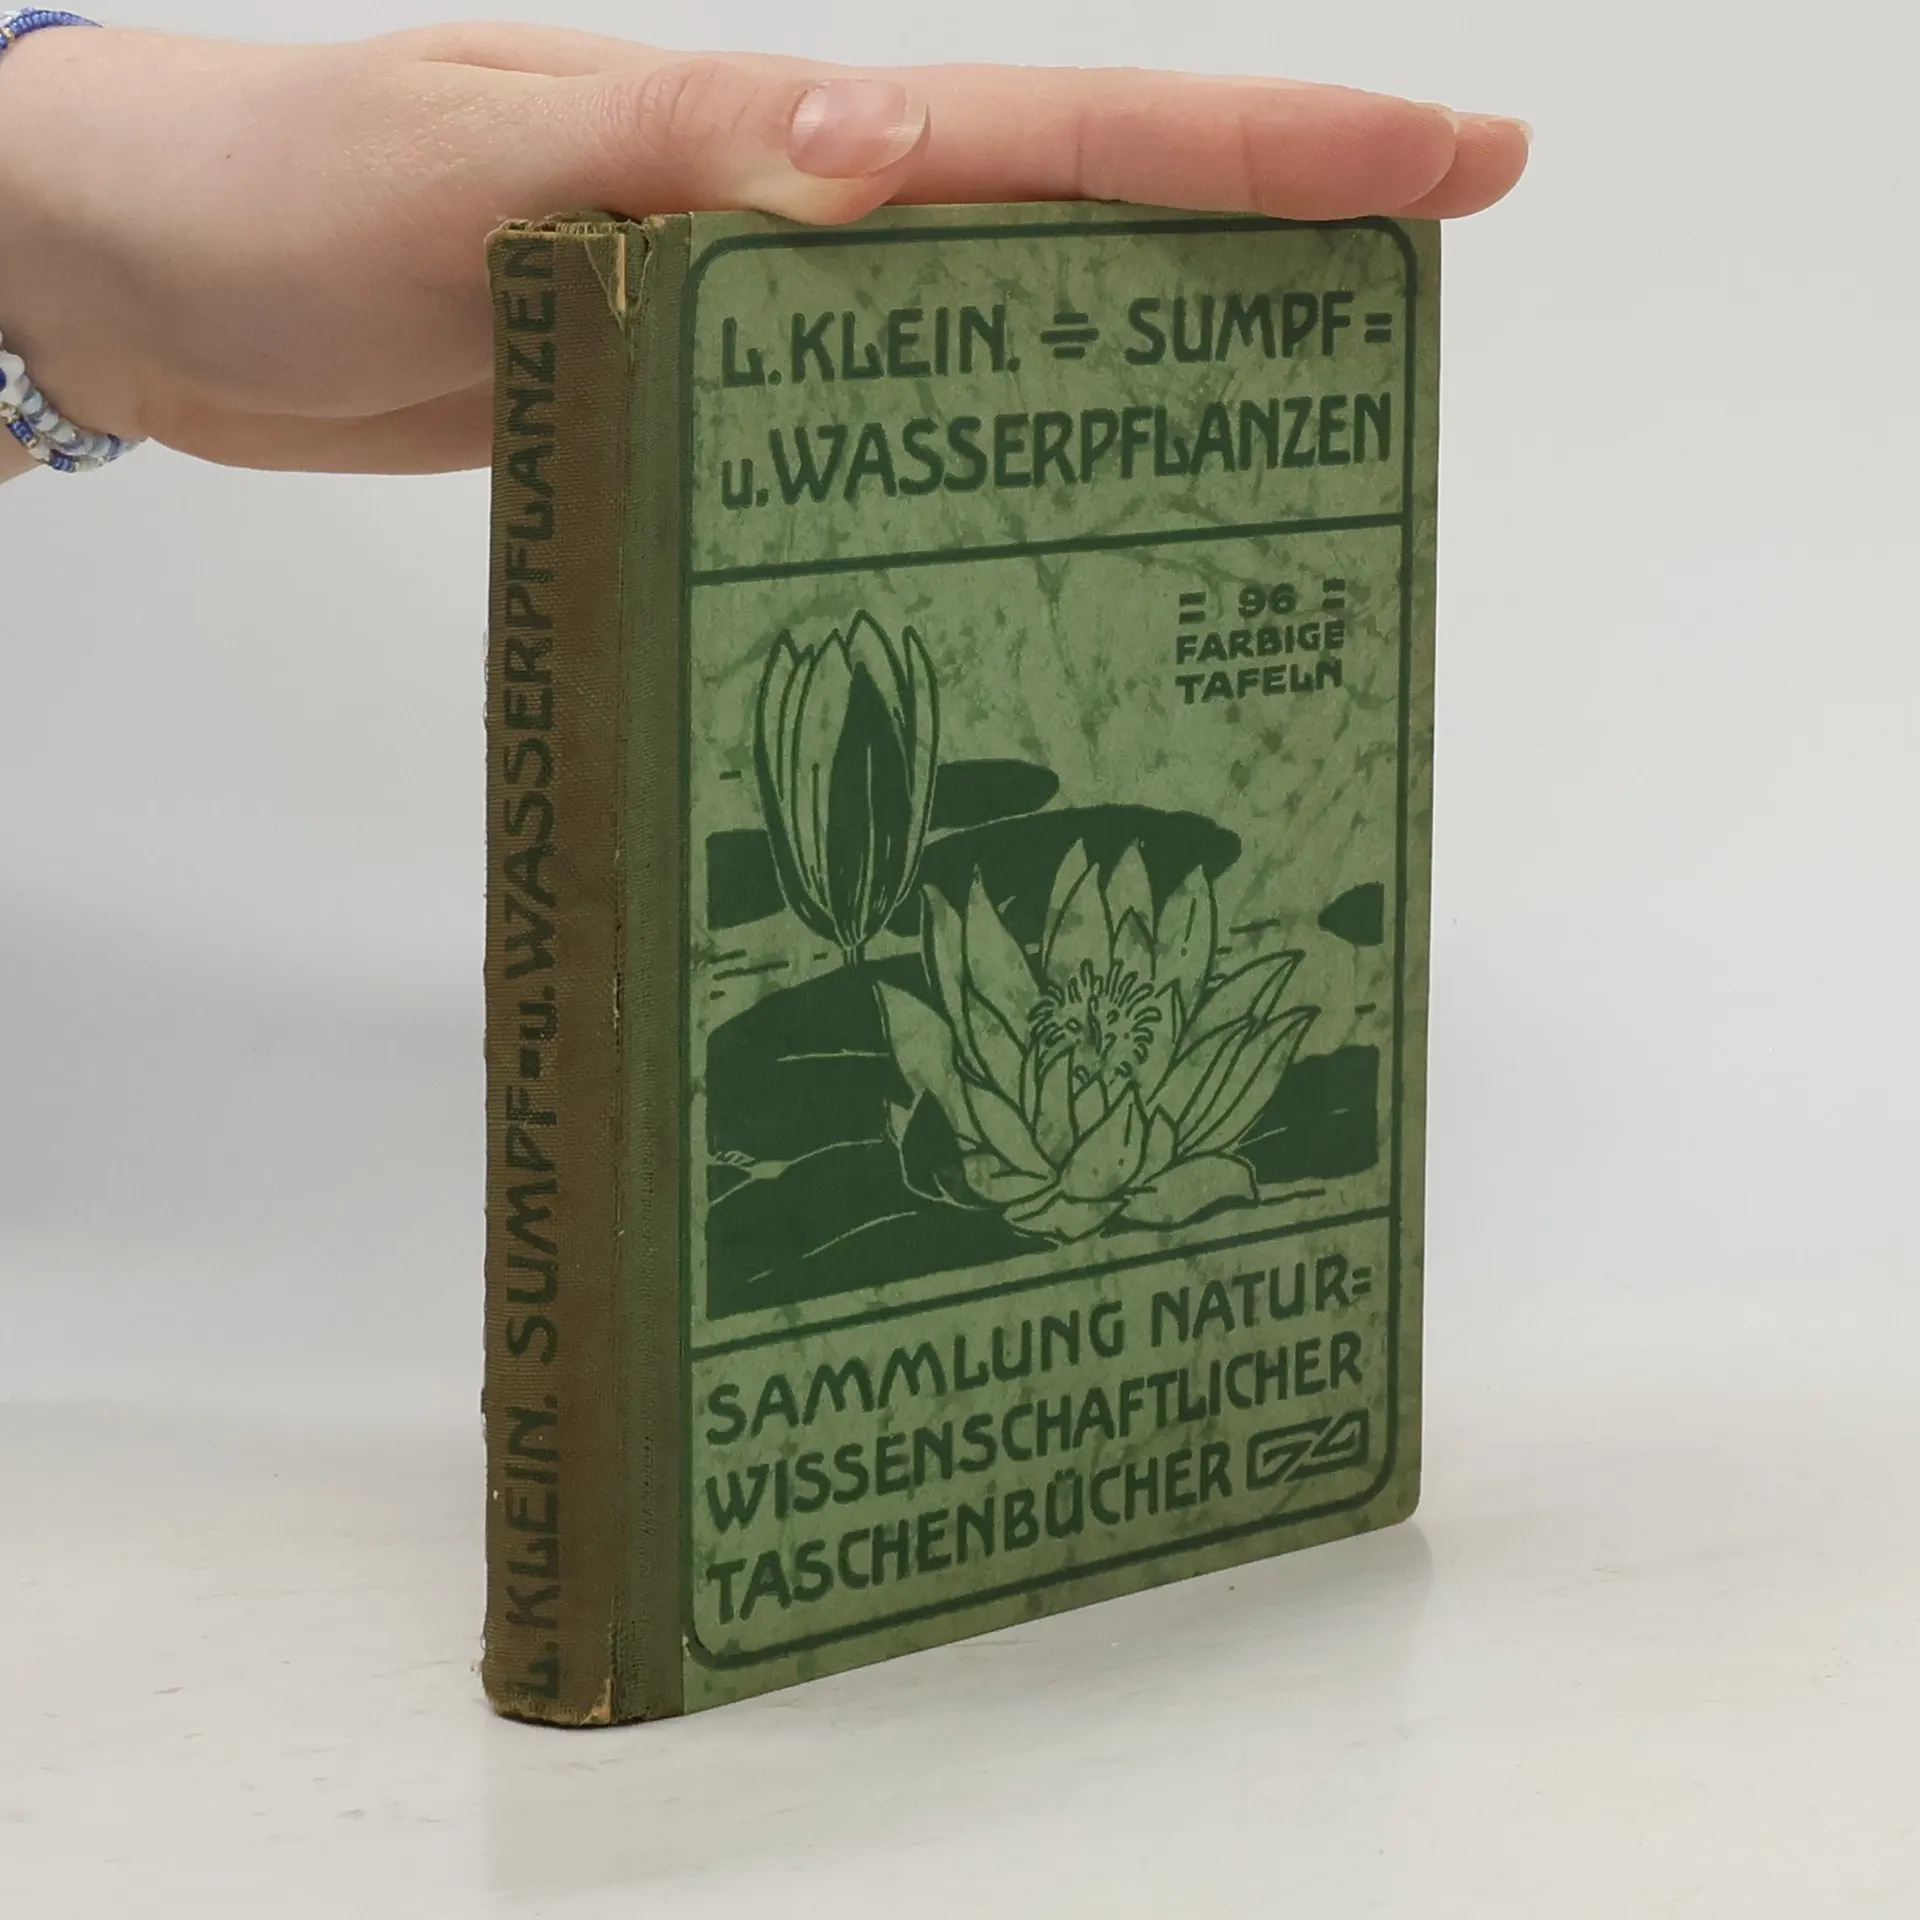 L. KLEIN. SUMPF-u.WASSERPFLANZEN
L.KLEIN. ÷ SUMPF=
u.WASSERPFLANZEN
= 96 =
FARBIGE
TAFELN
SAMMLUNG NATUR=
WISSENSCHAFTLICHER
TASCHENBÜCHER